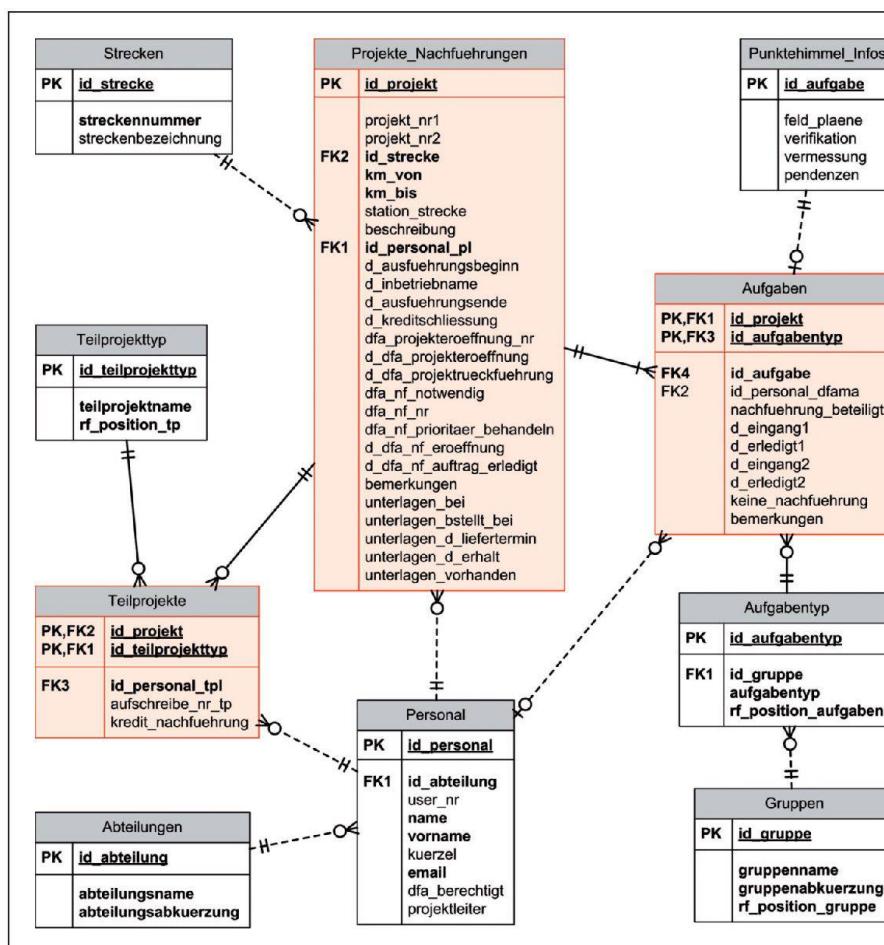 Strecken
PK id_strecke
streckennummer
streckenbezeichnung
Projekte_Nachfuehrungen
PK id_projekt
projekt_nr1
projekt_nr2
FK2 id_strecke
km_von
km_bis
station_strecke
beschreibung
FK1 id_personal_pl
d_ausfuehrungsbeginn
d_inbetriebname
d_ausfuehrungsende
d_kreditschliessung
dfa_projekteroeffnung_nr
d_dfa_projekteroeffnung
d_dfa_projektrueckfuehrung
dfa_nf_notwendig
dfa_nf_nr
dfa_nf_prioritaer_behandeln
d_dfa_nf_eroeffnung
d_dfa_nf_auftrag_erledigt
bemerkungen
unterlagen_bei
unterlagen_bstellt_bei
unterlagen_d_liefertermin
unterlagen_d_erhalt
unterlagen_vorhanden
Punktehimmel_Infos
PK id_aufgabe
feld_plaene
verifikation
vermessung
pendenzen
Aufgaben
PK,FK1 id_projekt
PK,FK3 id_aufgabentyp
FK4 id_aufgabe
FK2 id_personal_dfama
nachfuehrung_beteiligt
d_eingang1
d_erledigt1
d_eingang2
d_erledigt2
keine_nachfuehrung
bemerkungen
Teilprojekttyp
PK id_teilprojekttyp
teilprojektname
rf_position_tp
Teilprojekte
PK,FK2 id_projekt
PK,FK1 id_teilprojekttyp
FK3 id_personal_tpl
aufschreibe_nr_tp
kredit_nachfuehrung
Aufgabentyp
PK id_aufgabentyp
FK1 id_gruppe
aufgabentyp
rf_position_aufgaben
Personal
PK id_personal
FK1 id_abteilung
user_nr
name
vorname
kuerzel
email
dfa_berechtigt
projektleiter
Abteilungen
PK id_abteilung
abteilungsname
abteilungsabkuerzung
Gruppen
PK id_gruppe
gruppenname
gruppenabkuerzung
rf_position_gruppe